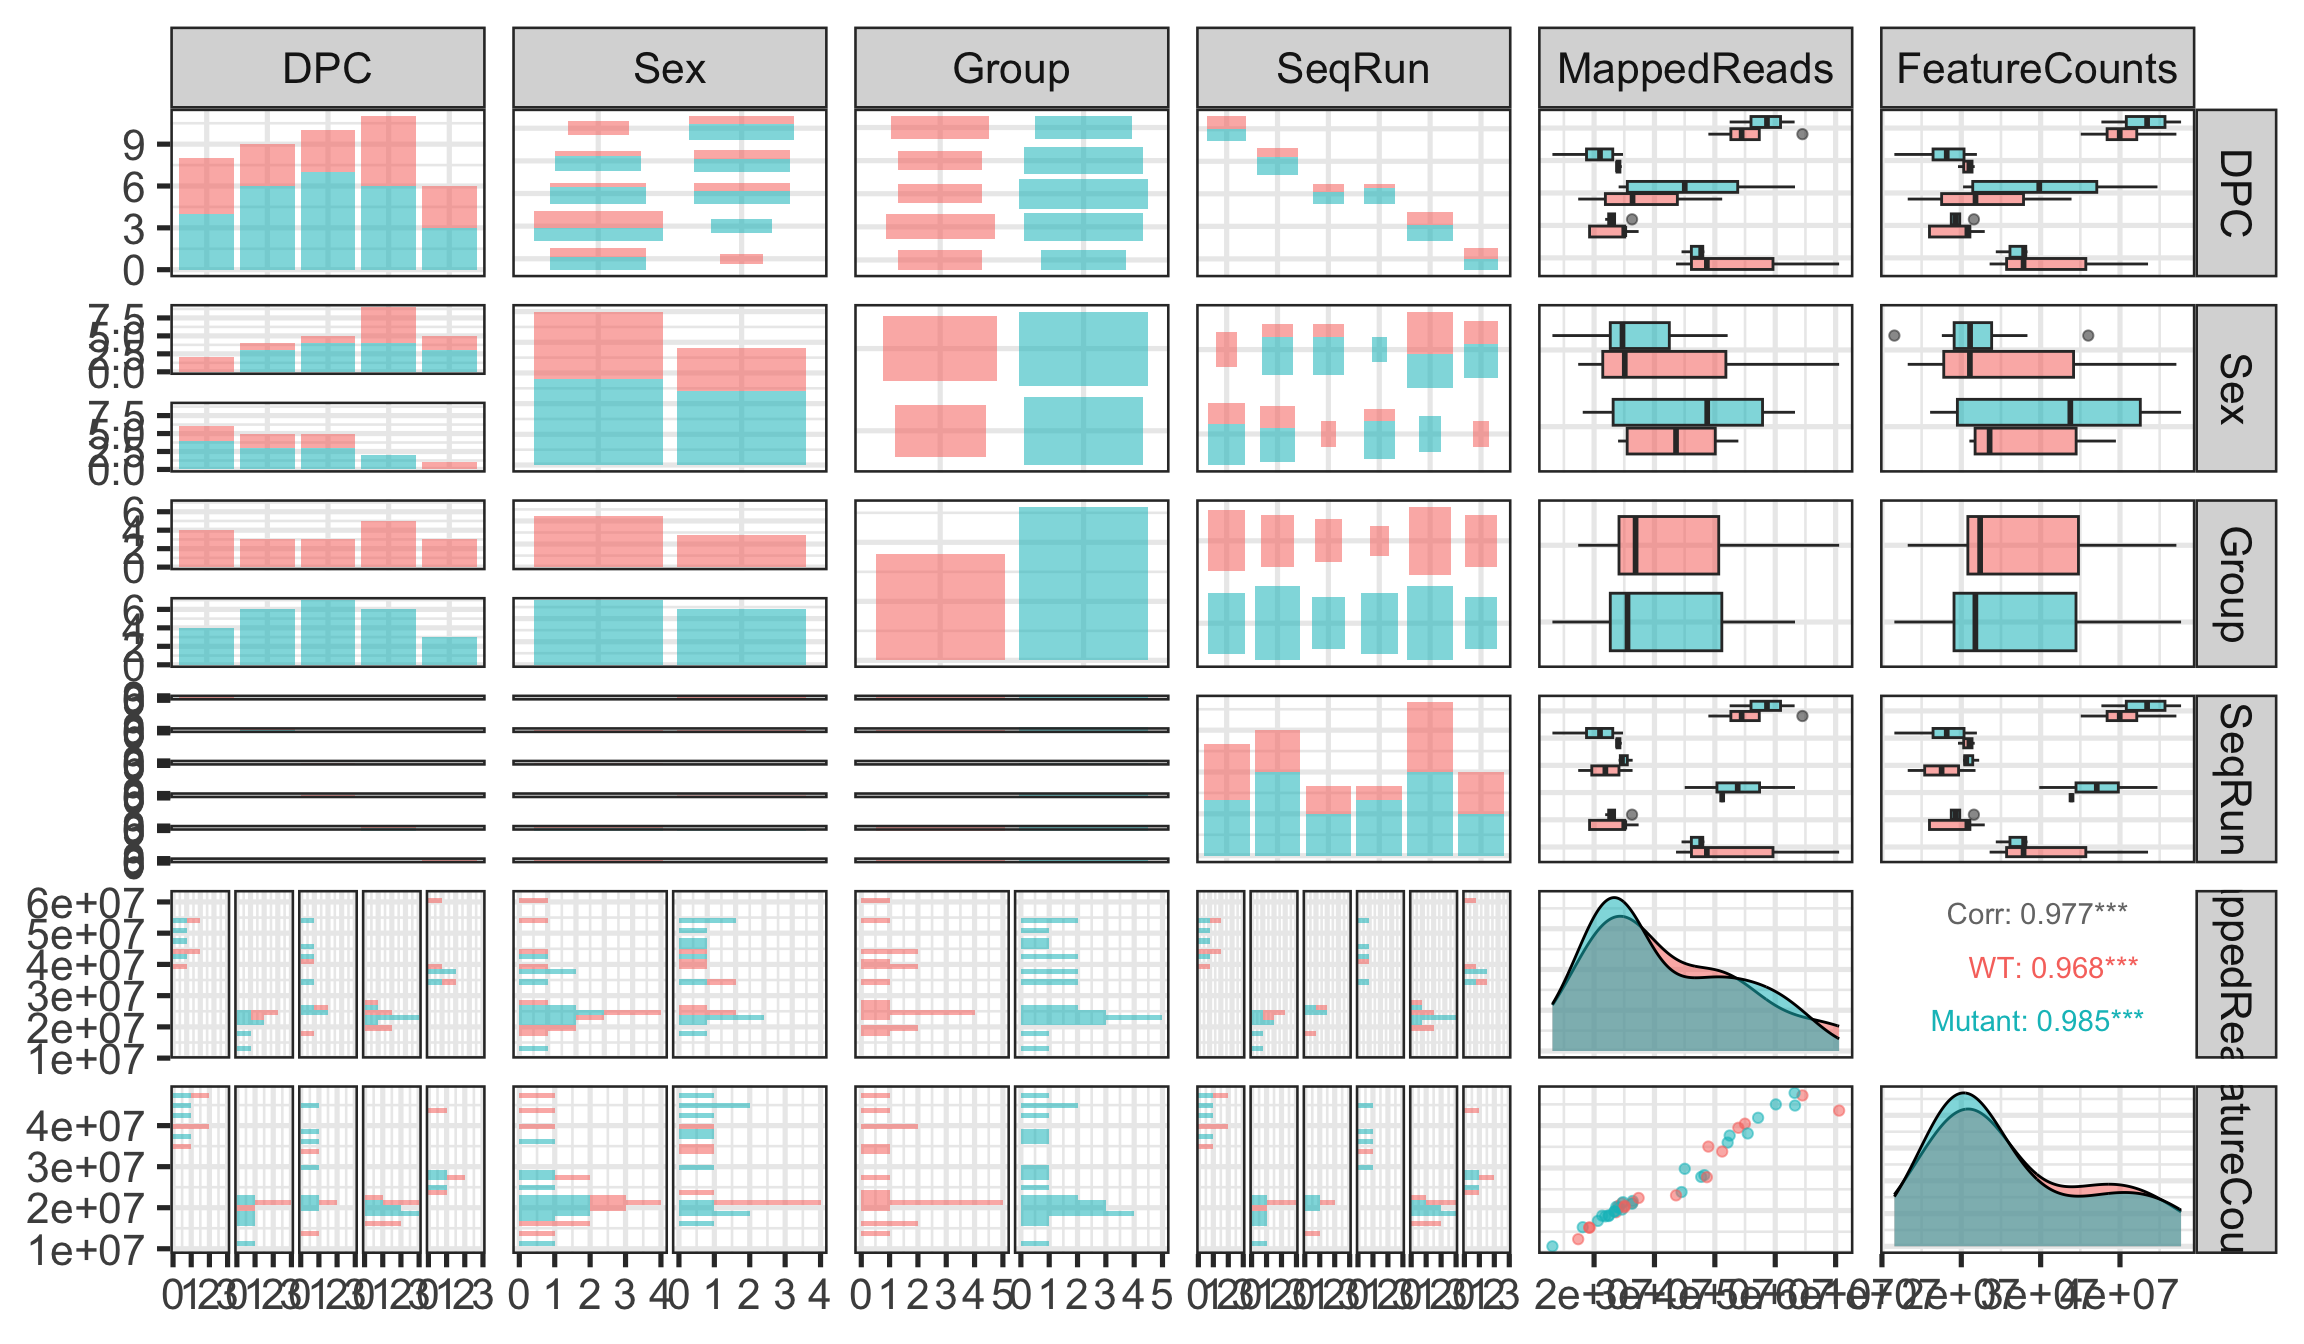 DPC Sex Group SeqRun MappedReads FeatureCounts
9
6
3
0
DPC
7.5
5.0
2.5
0.0
7.5
5.0
2.5
0.0
Sex
6
4
2
0
6
4
2
0
Group
SeqRun
6e+07
5e+07
4e+07
3e+07
2e+07
1e+07
Corr: 0.977***
WT: 0.968***
Mutant: 0.985***
ppedRea
4e+07
3e+07
2e+07
1e+07
atureCou
0123 0123 0123 0123 0123 0 1 2 3 4 0 1 2 3 4 0 1 2 3 4 5 0 1 2 3 4 5 0123 0123 0123 0123 0123 0123 2e+07 3e+07 4e+07 5e+07 6e+07 1e+07 2e+07 3e+07 4e+07